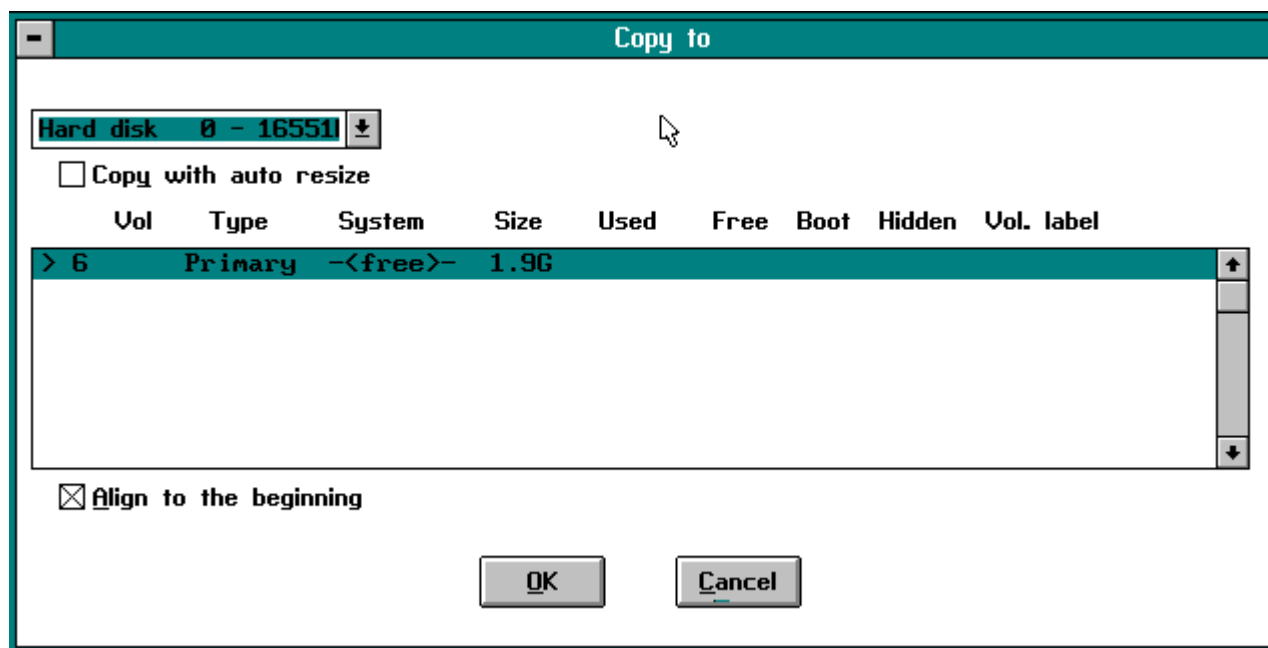 Copy to
Hard disk 0 - 16551
Copy with auto resize
Vol Type System Size Used Free Boot Hidden Vol. label
> 6 Primary -<free>- 1.9G
Align to the beginning
OK Cancel